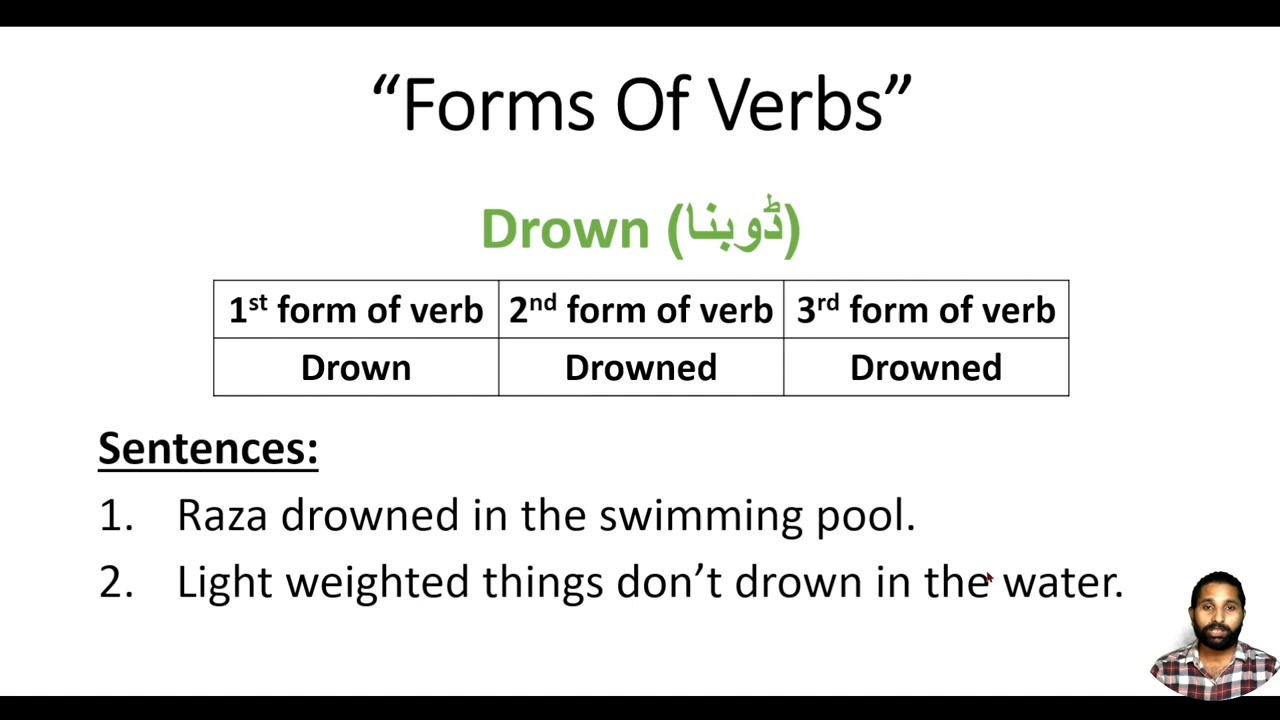 “Forms Of Verbs”
Drown (ڈوبنا)
1st form of verb 2nd form of verb 3rd form of verb
Drown Drowned Drowned
Sentences:
1. Raza drowned in the swimming pool.
2. Light weighted things don’t drown in the water.